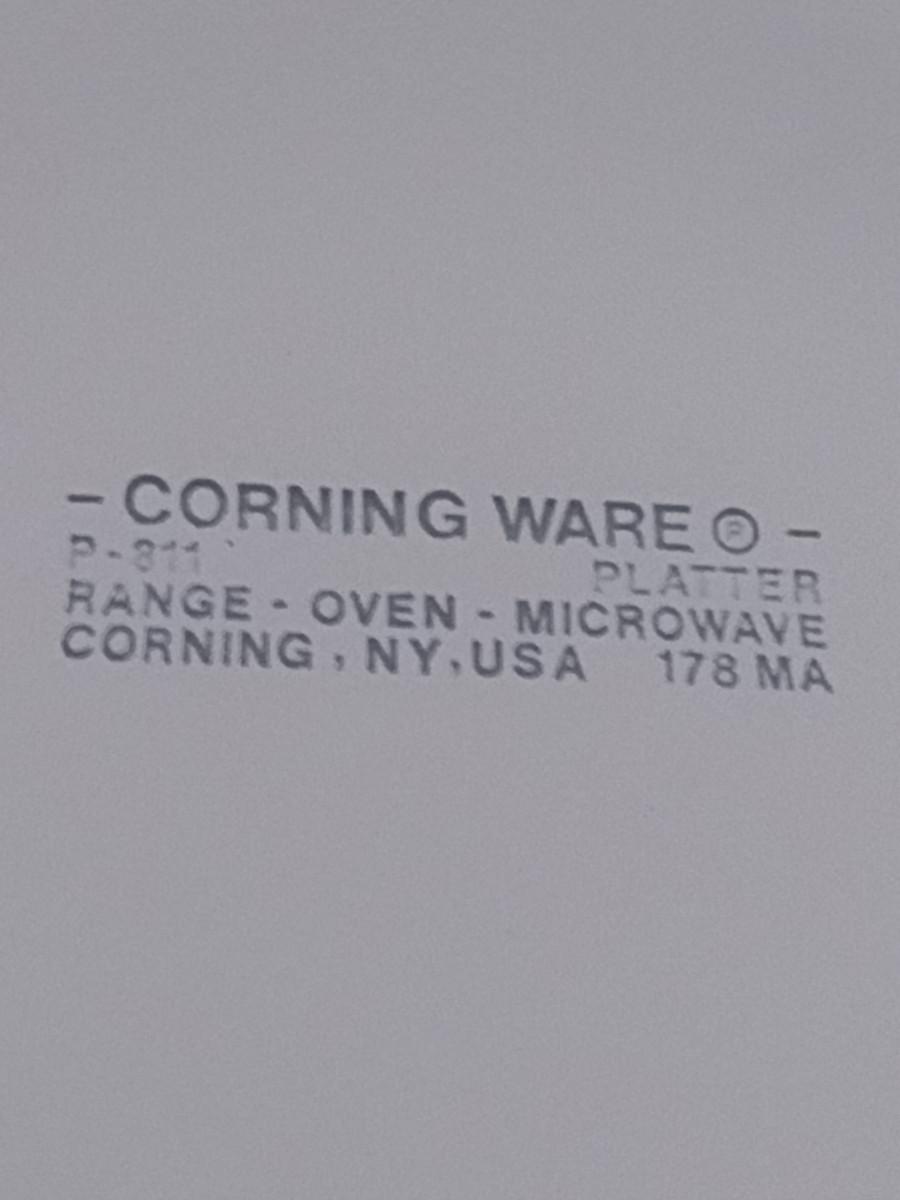 - CORNING WARE ® -
P-811 PLATTER
RANGE - OVEN - MICROWAVE
CORNING, NY, USA 178 MA